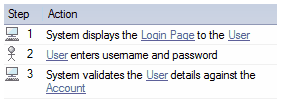 Step Action
1 System displays the Login Page to the User
2 User enters username and password
3 System validates the User details against the
Account